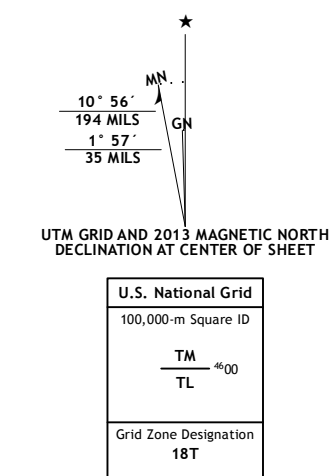 ★
MN
GN
10° 56´
194 MILS
1° 57´
35 MILS
UTM GRID AND 2013 MAGNETIC NORTH
DECLINATION AT CENTER OF SHEET
U.S. National Grid
100,000-m Square ID
TM
4600
TL
Grid Zone Designation
18T